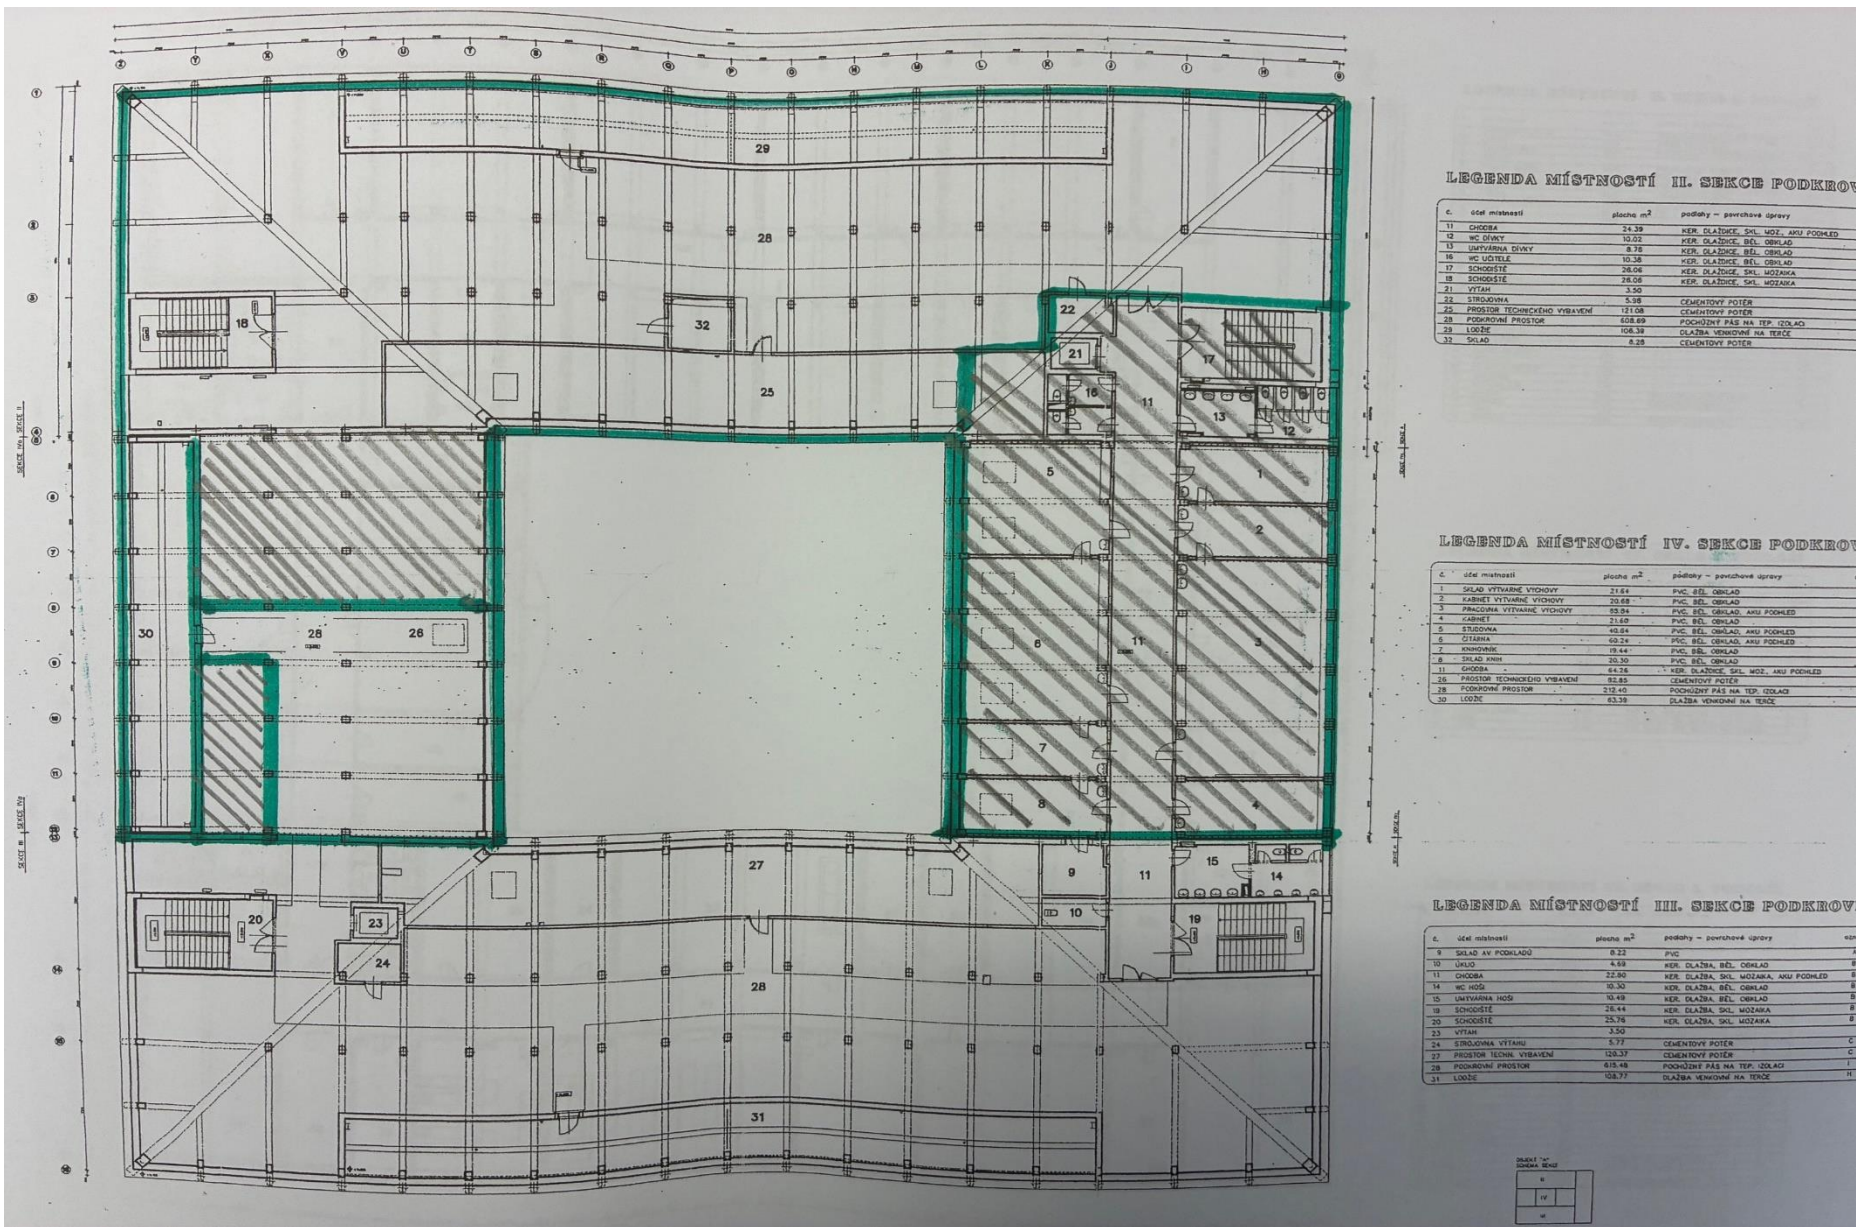 Z Y X V U T S R Q P O N M L K J I H G
LEGENDA MÍSTNOSTÍ II. SEKCE PODKROV
č. účel místnosti plocha m² podlahy – povrchové úpravy
11 CHODBA 24.39 KER. DLAŽDICE, SKL. MOZ., AKU PODHLED
12 WC DÍVKY 10.02 KER. DLAŽDICE, BĚL. OBKLAD
13 UMÝVÁRNA DÍVKY 8.76 KER. DLAŽDICE, BĚL. OBKLAD
16 WC UČITELÉ 10.38 KER. DLAŽDICE, BĚL. OBKLAD
17 SCHODIŠTĚ 26.06 KER. DLAŽDICE, SKL. MOZAIKA
18 SCHODIŠTĚ 26.06 KER. DLAŽDICE, SKL. MOZAIKA
21 VÝTAH 3.50
22 STROJOVNA 5.98 CEMENTOVÝ POTĚR
25 PROSTOR TECHNICKÉHO VYBAVENÍ 121.08 CEMENTOVÝ POTĚR
28 PODKROVNÍ PROSTOR 608.69 POCHŮZNÝ PÁS NA TEP. IZOLACI
29 LODŽIE 106.39 DLAŽBA VENKOVNÍ NA TERČE
32 SKLAD 8.28 CEMENTOVÝ POTĚR
LEGENDA MÍSTNOSTÍ IV. SEKCE PODKROV
č. účel místnosti plocha m² podlahy – povrchové úpravy
1 SKLAD VÝTVARNÉ VÝCHOVY 21.64 PVC, BĚL. OBKLAD
2 KABINET VÝTVARNÉ VÝCHOVY 20.68 PVC, BĚL. OBKLAD
3 PRACOVNA VÝTVARNÉ VÝCHOVY PVC, BĚL. OBKLAD, AKU PODHLED
4 KABINET 21.60 PVC, BĚL. OBKLAD
5 STUDOVNA 40.84 PVC, BĚL. OBKLAD, AKU PODHLED
6 ČÍTÁRNA 60.24 PVC, BĚL. OBKLAD, AKU PODHLED
7 KNIHOVNÍK 19.44 PVC, BĚL. OBKLAD
8 SKLAD KNIH 20.30 PVC, BĚL. OBKLAD
11 CHODBA 64.26 KER. DLAŽDICE, SKL. MOZ., AKU PODHLED
26 PROSTOR TECHNICKÉHO VYBAVENÍ 82.85 CEMENTOVÝ POTĚR
28 PODKROVNÍ PROSTOR 212.40 POCHŮZNÝ PÁS NA TEP. IZOLACI
30 LODŽIE 63.39 DLAŽBA VENKOVNÍ NA TERČE
LEGENDA MÍSTNOSTÍ III. SEKCE PODKROV
č. účel místnosti plocha m² podlahy – povrchové úpravy
9 SKLAD AV PODKLADŮ 8.22 PVC
10 ÚKLID 4.69 KER. DLAŽBA, BĚL. OBKLAD
11 CHODBA 22.80 KER. DLAŽBA, SKL. MOZAIKA, AKU PODHLED
14 WC HOŠI 10.30 KER. DLAŽBA, BĚL. OBKLAD
15 UMÝVÁRNA HOŠI 10.49 KER. DLAŽBA, BĚL. OBKLAD
19 SCHODIŠTĚ 26.44 KER. DLAŽBA, SKL. MOZAIKA
20 SCHODIŠTĚ 25.76 KER. DLAŽBA, SKL. MOZAIKA
23 VÝTAH 3.50
24 STROJOVNA VÝTAHU 5.77 CEMENTOVÝ POTĚR
27 PROSTOR TECHN. VYBAVENÍ 120.37 CEMENTOVÝ POTĚR
28 PODKROVNÍ PROSTOR 615.48 POCHŮZNÝ PÁS NA TEP. IZOLACI
31 LODŽIE 108.77 DLAŽBA VENKOVNÍ NA TERČE
29
28
22
18
32
21
17
25
16
11
13
12
5
1
2
30
28
26
6
11
3
7
8
4
27
9
11
15
14
20
23
10
19
24
28
31
OBJEKT "A"
SCHÉMA SEKCÍ
II
IV
III